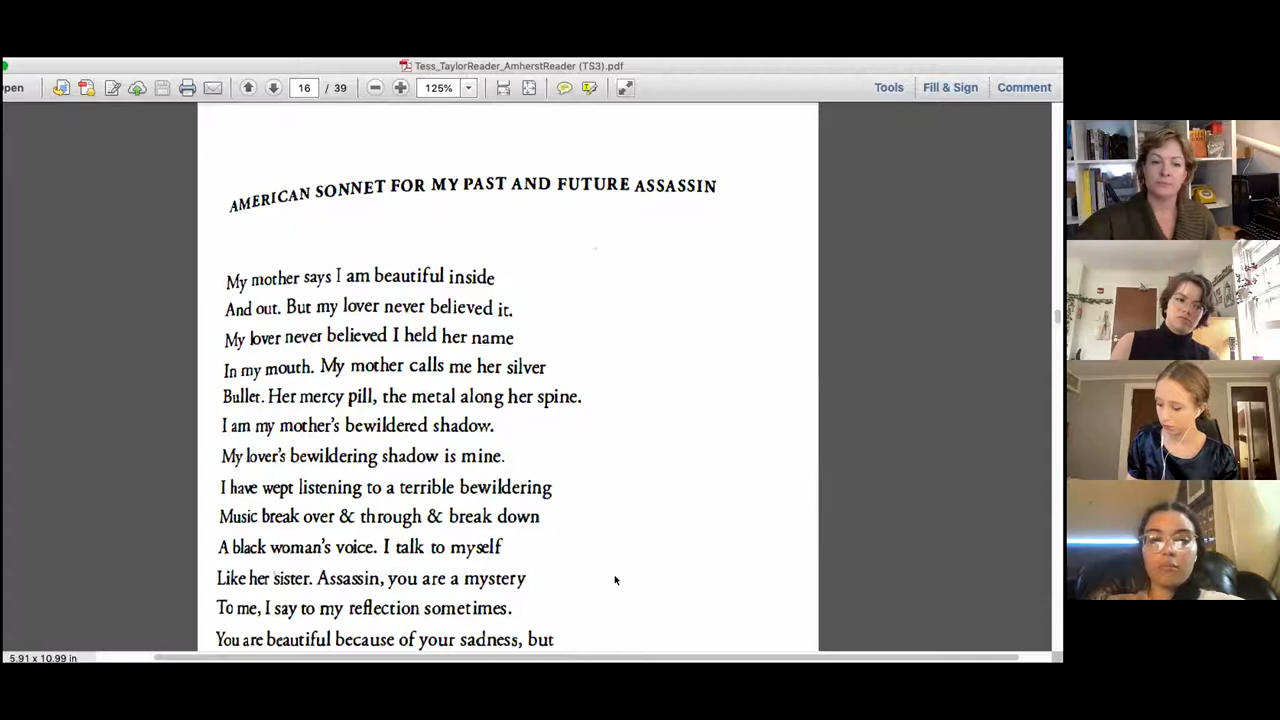 Tess_TaylorReader_AmherstReader (TS3).pdf
pen
16 / 39
125%
Tools
Fill & Sign
Comment
AMERICAN SONNET FOR MY PAST AND FUTURE ASSASSIN
My mother says I am beautiful inside
And out. But my lover never believed it.
My lover never believed I held her name
In my mouth. My mother calls me her silver
Bullet. Her mercy pill, the metal along her spine.
I am my mother's bewildered shadow.
My lover's bewildering shadow is mine.
I have wept listening to a terrible bewildering
Music break over & through & break down
A black woman's voice. I talk to myself
Like her sister. Assassin, you are a mystery
To me, I say to my reflection sometimes.
You are beautiful because of your sadness, but
5.91 x 10.99 in